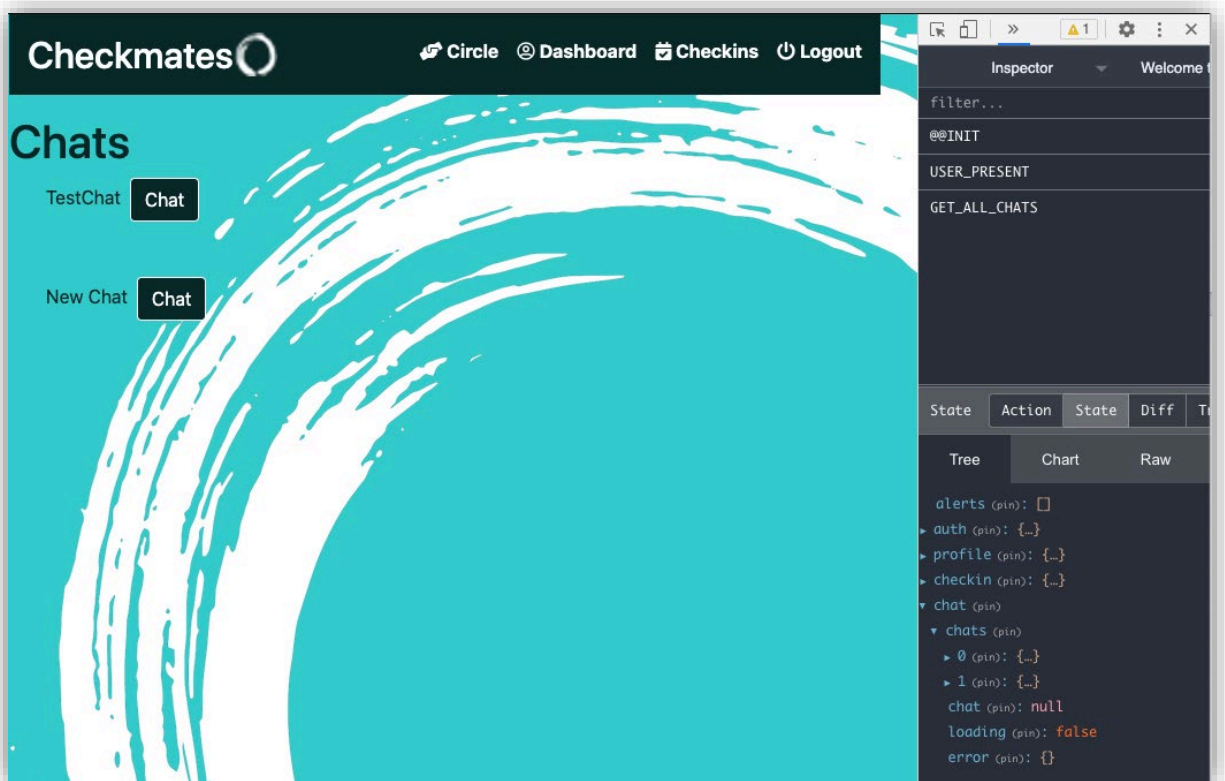 Checkmates
Circle Dashboard Checkins Logout
Chats
TestChat Chat
New Chat Chat
1
Inspector Welcome t
filter...
@@INIT
USER_PRESENT
GET_ALL_CHATS
State Action State Diff Tr
Tree Chart Raw
alerts (pin): []
auth (pin): {…}
profile (pin): {…}
checkin (pin): {…}
chat (pin)
chats (pin)
0 (pin): {…}
1 (pin): {…}
chat (pin): null
loading (pin): false
error (pin): {}